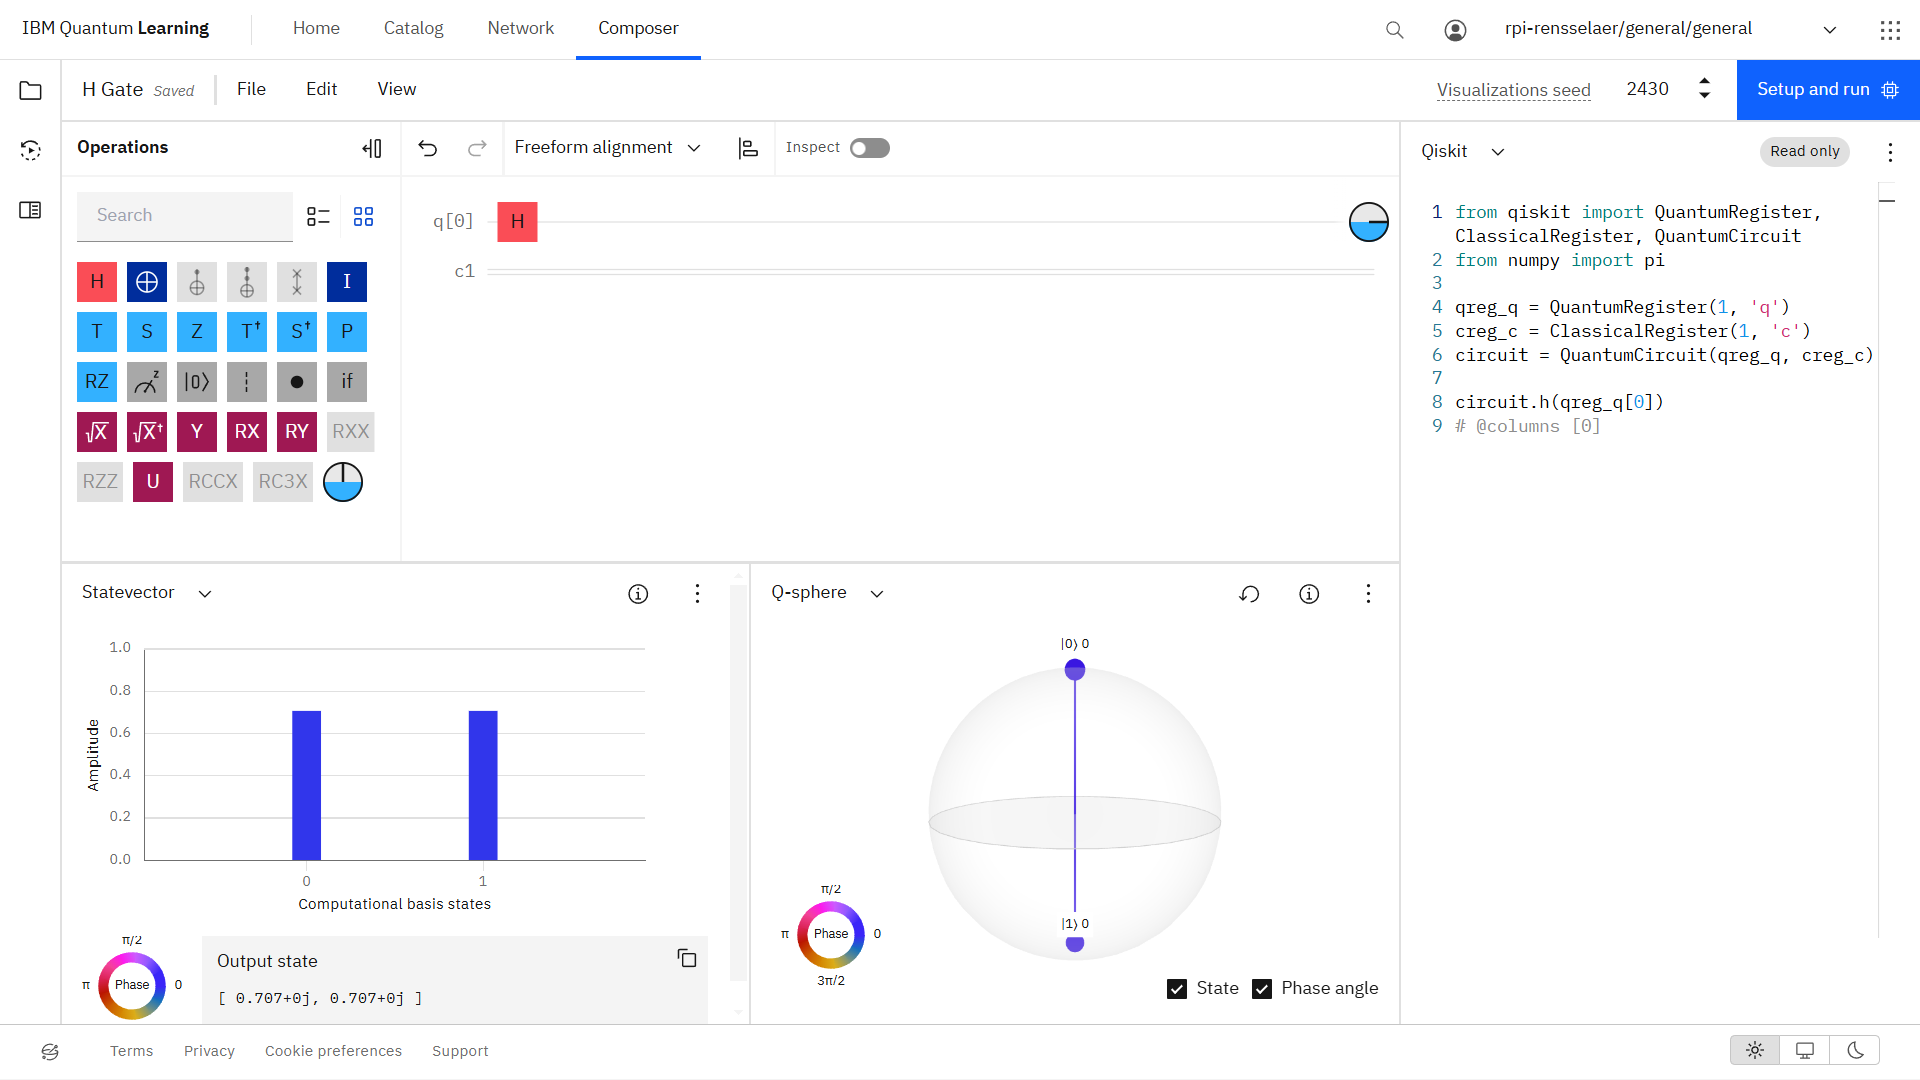 IBM Quantum Learning
Home
Catalog
Network
Composer
rpi-rensselaer/general/general
H Gate Saved
File
Edit
View
Visualizations seed
2430
Setup and run
Operations
Freeform alignment
Inspect
Qiskit
Read only
Search
H I
T S Z T† S† P
RZ z |0⟩ if
√X √X† Y RX RY RXX
RZZ U RCCX RC3X
q[0] H
c1
1 from qiskit import QuantumRegister,
ClassicalRegister, QuantumCircuit
2 from numpy import pi
3
4 qreg_q = QuantumRegister(1, 'q')
5 creg_c = ClassicalRegister(1, 'c')
6 circuit = QuantumCircuit(qreg_q, creg_c)
7
8 circuit.h(qreg_q[0])
9 # @columns [0]
Statevector
1.0
0.8
0.6
0.4
0.2
0.0
Amplitude
0 1
Computational basis states
π/2
π Phase 0
Output state
[ 0.707+0j, 0.707+0j ]
Q-sphere
|0⟩ 0
|1⟩ 0
π/2
π Phase 0
3π/2
State
Phase angle
Terms
Privacy
Cookie preferences
Support